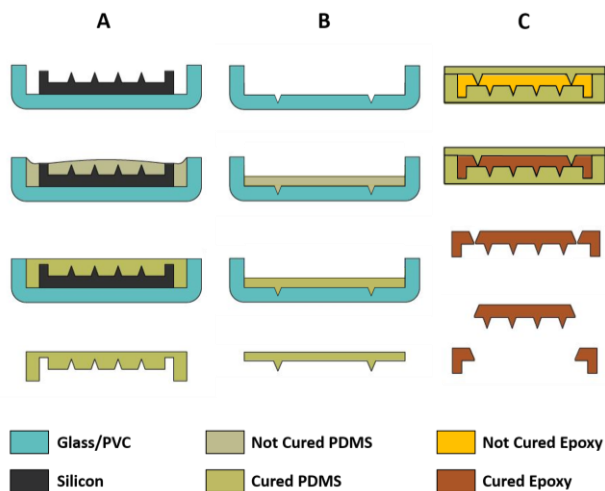 A B C
Glass/PVC Not Cured PDMS Not Cured Epoxy
Silicon Cured PDMS Cured Epoxy